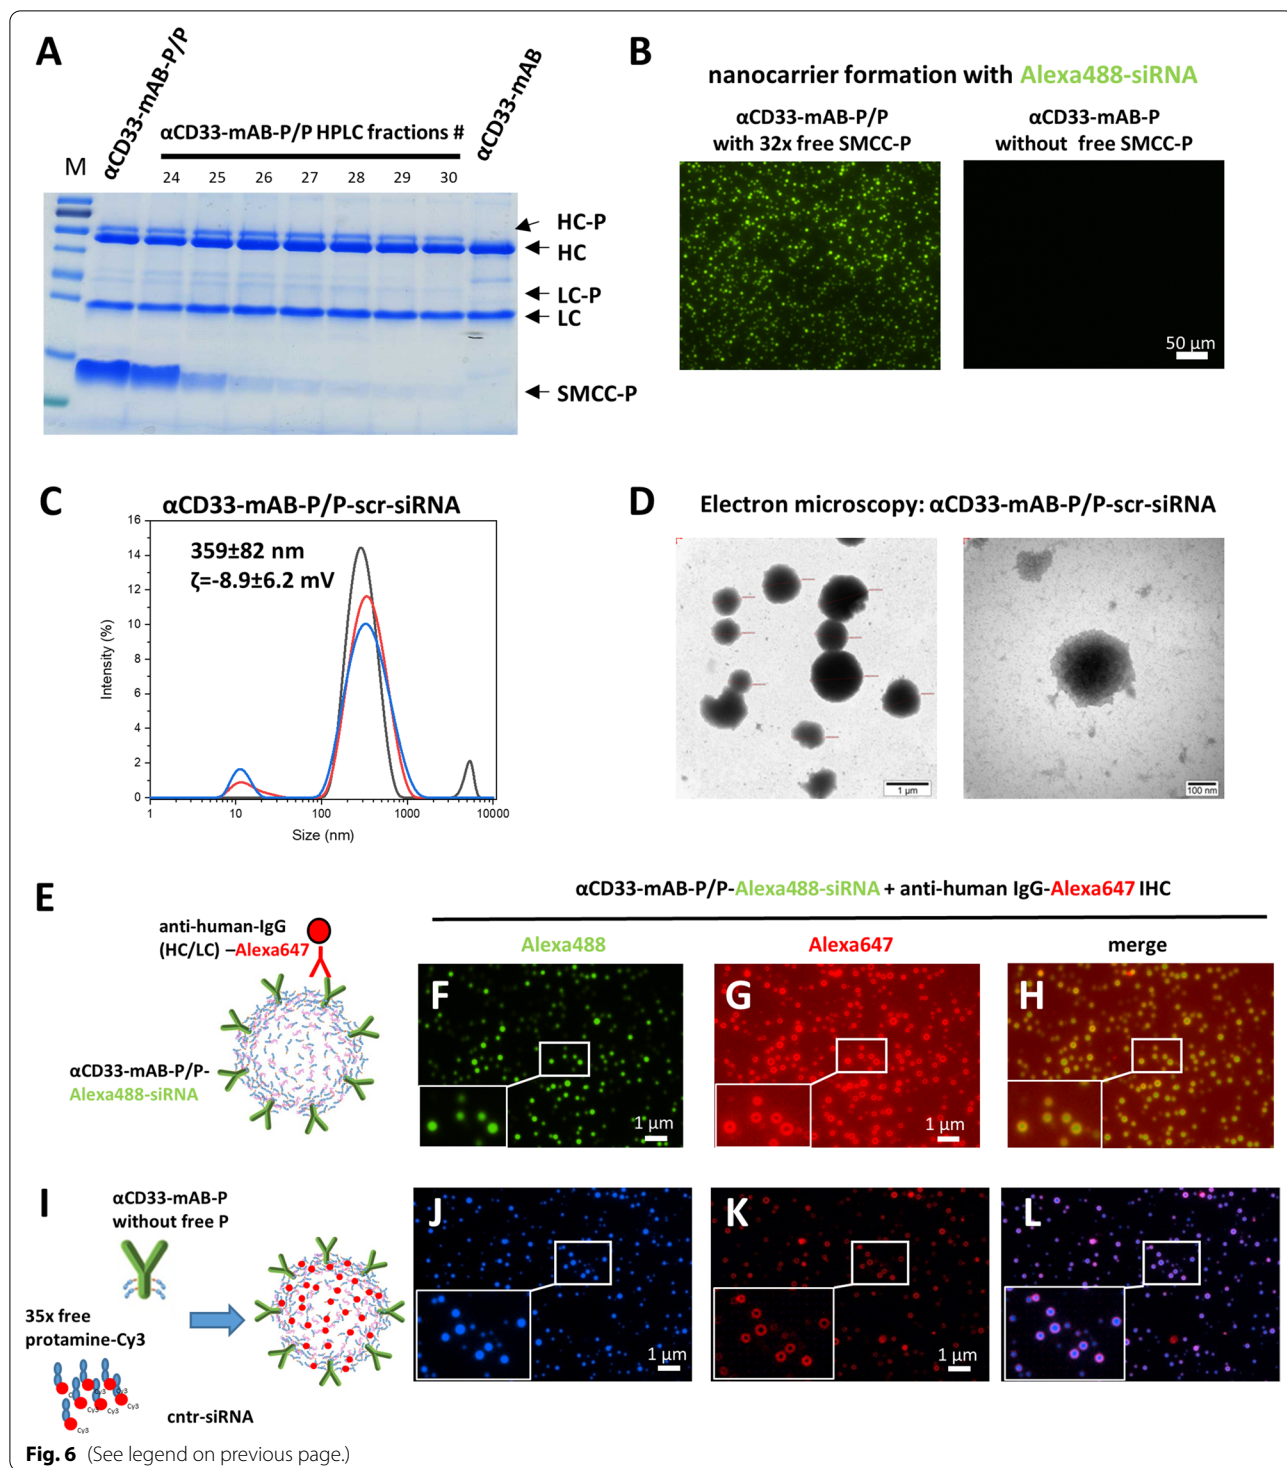 A
αCD33-mAB-P/P
αCD33-mAB-P/P HPLC fractions #
αCD33-mAB
M
24 25 26 27 28 29 30
HC-P
HC
LC-P
LC
SMCC-P
B
nanocarrier formation with Alexa488-siRNA
αCD33-mAB-P/P
with 32x free SMCC-P
αCD33-mAB-P
without free SMCC-P
50 µm
C
αCD33-mAB-P/P-scr-siRNA
359±82 nm
ζ=-8.9±6.2 mV
Intensity (%)
16
14
12
10
8
6
4
2
0
1 10 100 1000 10000
Size (nm)
D
Electron microscopy: αCD33-mAB-P/P-scr-siRNA
1 µm
100 nm
E
αCD33-mAB-P/P-Alexa488-siRNA + anti-human IgG-Alexa647 IHC
anti-human-IgG
(HC/LC) –Alexa647
αCD33-mAB-P/P-
Alexa488-siRNA
Alexa488
Alexa647
merge
F
1 µm
G
1 µm
H
I
αCD33-mAB-P
without free P
35x free
protamine-Cy3
Cy3
Cy3
Cy3
Cy3
Cy3
cntr-siRNA
J
1 µm
K
1 µm
L
Fig. 6 (See legend on previous page.)